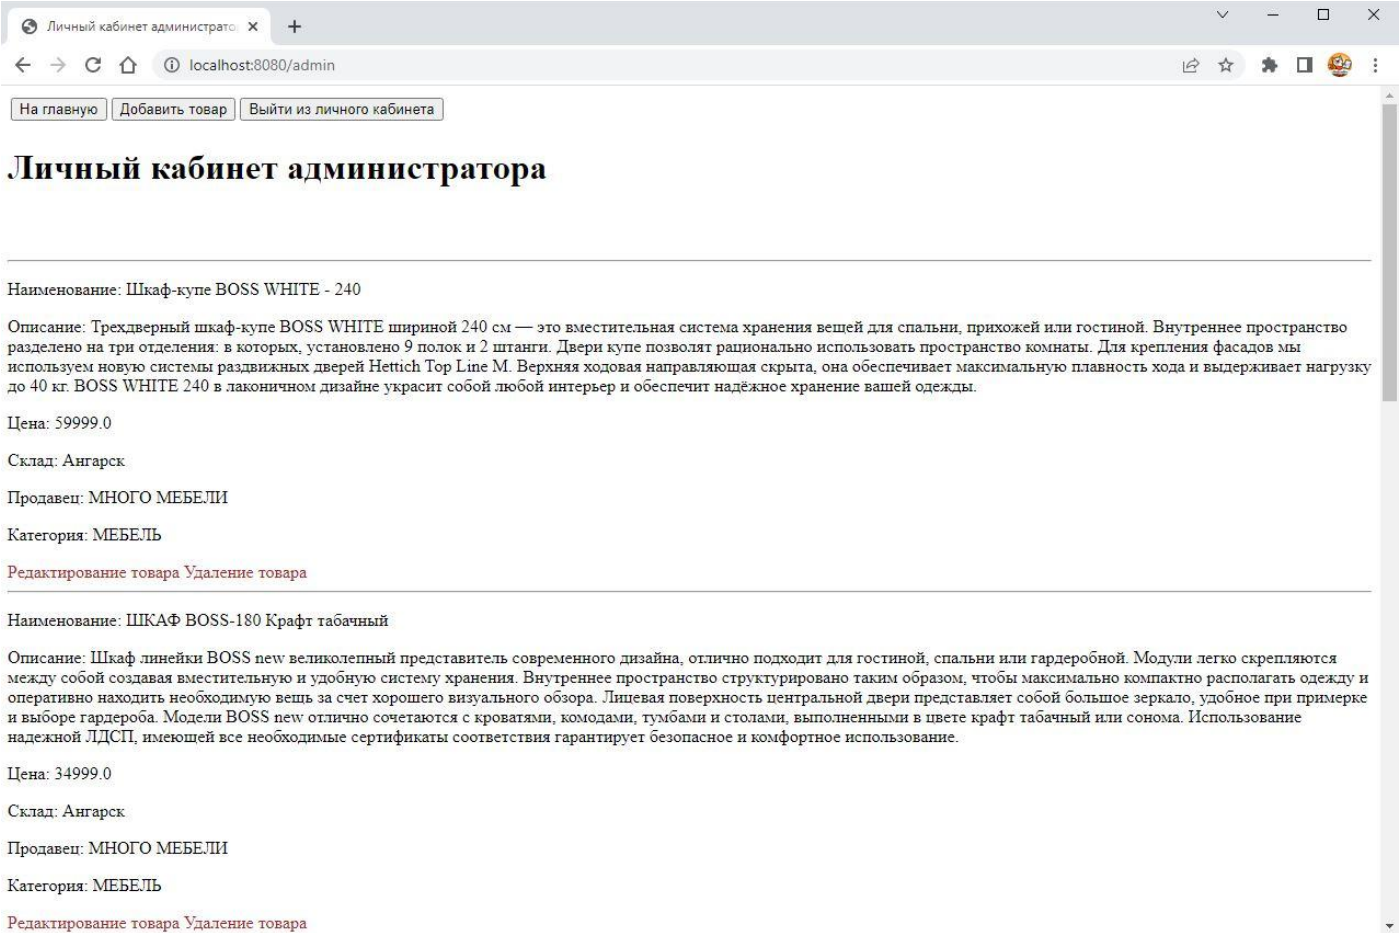 Личный кабинет администрато
localhost:8080/admin
На главную Добавить товар Выйти из личного кабинета
Личный кабинет администратора
Наименование: Шкаф-купе BOSS WHITE - 240
Описание: Трехдверный шкаф-купе BOSS WHITE шириной 240 см — это вместительная система хранения вещей для спальни, прихожей или гостиной. Внутреннее пространство
разделено на три отделения: в которых, установлено 9 полок и 2 штанги. Двери купе позволят рационально использовать пространство комнаты. Для крепления фасадов мы
используем новую системы раздвижных дверей Hettich Top Line M. Верхняя ходовая направляющая скрыта, она обеспечивает максимальную плавность хода и выдерживает нагрузку
до 40 кг. BOSS WHITE 240 в лаконичном дизайне украсит собой любой интерьер и обеспечит надёжное хранение вашей одежды.
Цена: 59999.0
Склад: Ангарск
Продавец: МНОГО МЕБЕЛИ
Категория: МЕБЕЛЬ
Редактирование товара Удаление товара
Наименование: ШКАФ BOSS-180 Крафт табачный
Описание: Шкаф линейки BOSS new великолепный представитель современного дизайна, отлично подходит для гостиной, спальни или гардеробной. Модули легко скрепляются
между собой создавая вместительную и удобную систему хранения. Внутреннее пространство структурировано таким образом, чтобы максимально компактно располагать одежду и
оперативно находить необходимую вещь за счет хорошего визуального обзора. Лицевая поверхность центральной двери представляет собой большое зеркало, удобное при примерке
и выборе гардероба. Модели BOSS new отлично сочетаются с кроватями, комодами, тумбами и столами, выполненными в цвете крафт табачный или сонома. Использование
надежной ЛДСП, имеющей все необходимые сертификаты соответствия гарантирует безопасное и комфортное использование.
Цена: 34999.0
Склад: Ангарск
Продавец: МНОГО МЕБЕЛИ
Категория: МЕБЕЛЬ
Редактирование товара Удаление товара